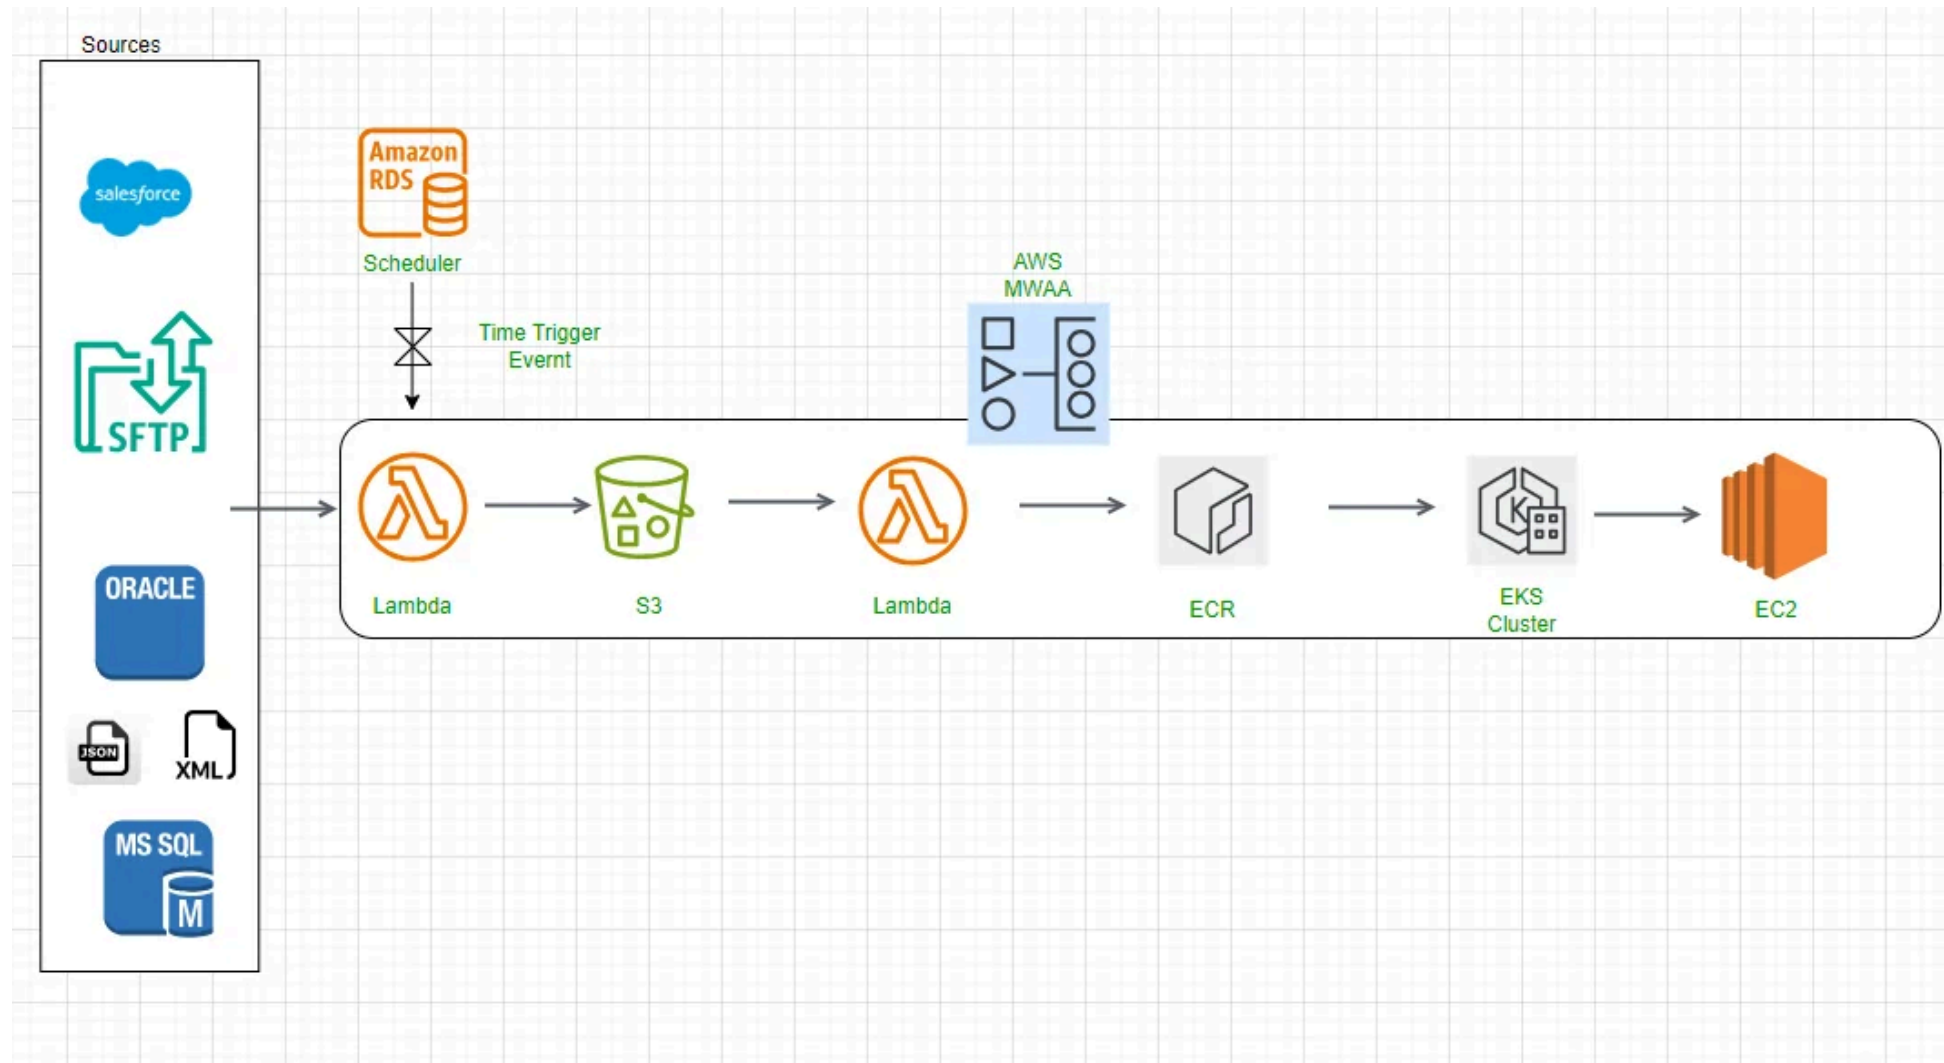 Sources
salesforce
SFTP
ORACLE
JSON
XML
MS SQL
M
Amazon
RDS
Scheduler
Time Trigger
Evernt
AWS
MWAA
Lambda
S3
Lambda
ECR
K
EKS
Cluster
EC2